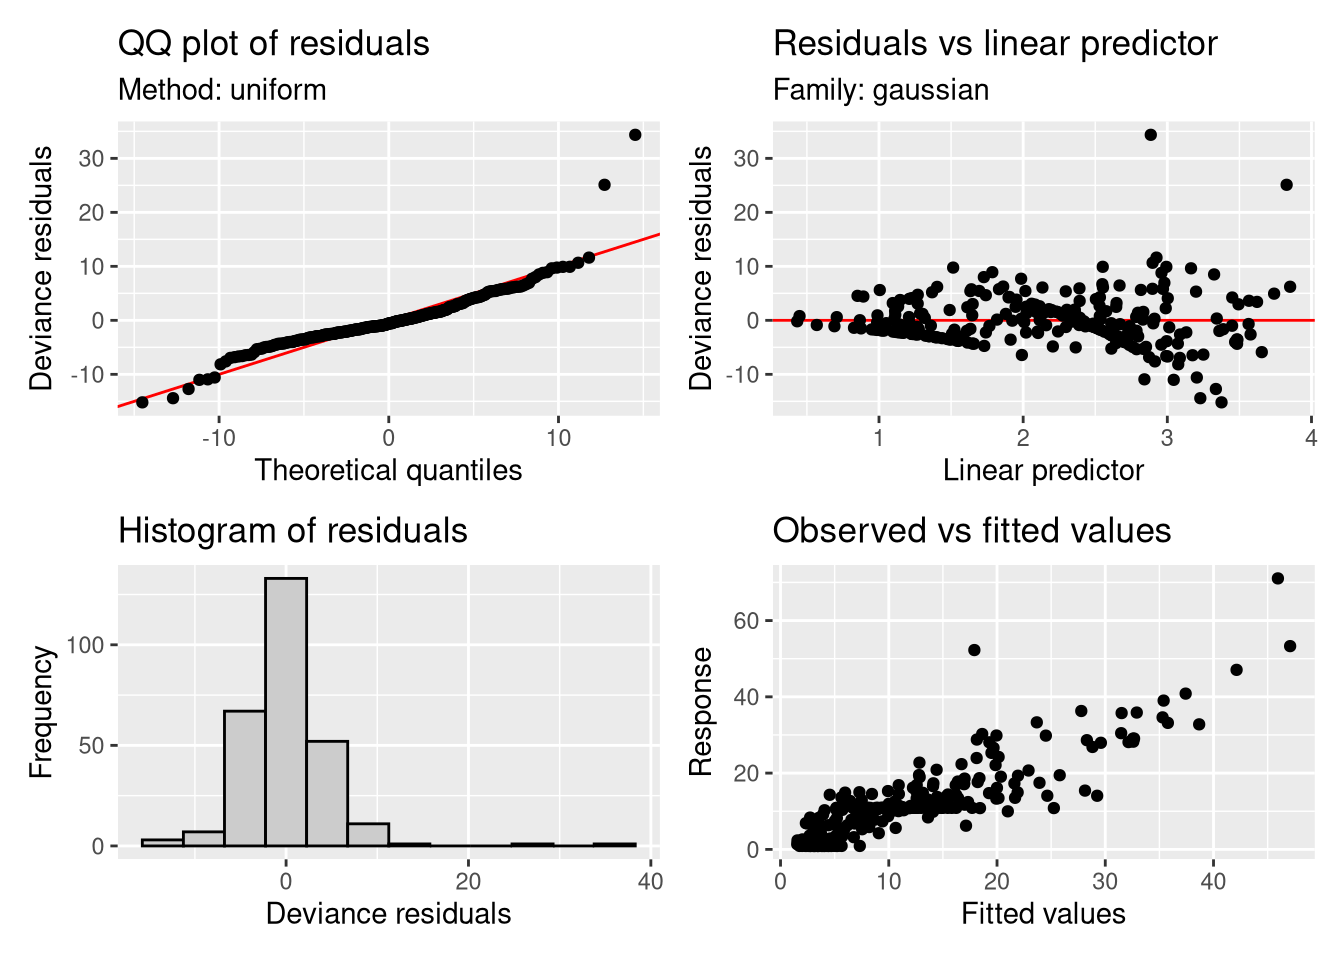 QQ plot of residuals
Method: uniform
Deviance residuals
30
20
10
0
-10
-10
0
10
Theoretical quantiles
Residuals vs linear predictor
Family: gaussian
Deviance residuals
30
20
10
0
-10
1
2
3
4
Linear predictor
Histogram of residuals
Frequency
100
50
0
0
20
40
Deviance residuals
Observed vs fitted values
Response
60
40
20
0
0
10
20
30
40
Fitted values